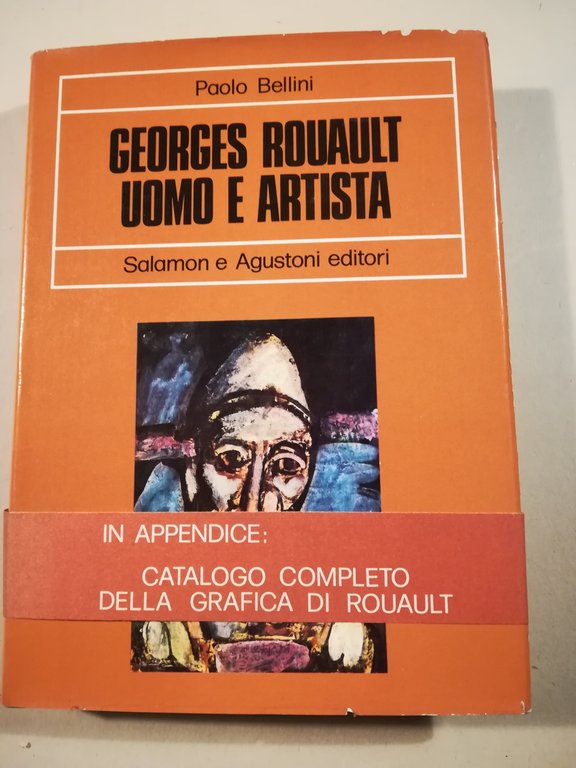 Paolo Bellini
GEORGES ROUAULT
UOMO E ARTISTA
Salamon e Agustoni editori
IN APPENDICE:
CATALOGO COMPLETO
DELLA GRAFICA DI ROUAULT